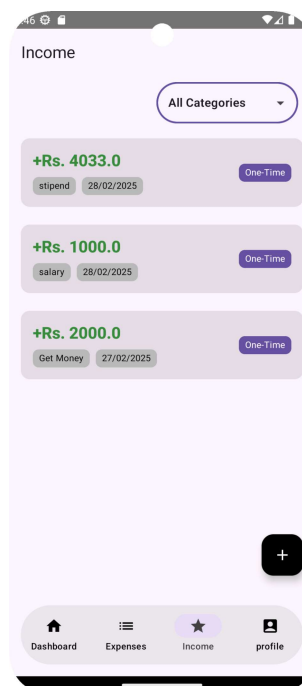 :46
Income
All Categories
+Rs. 4033.0
stipend 28/02/2025
One-Time
+Rs. 1000.0
salary 28/02/2025
One-Time
+Rs. 2000.0
Get Money 27/02/2025
One-Time
+
Dashboard Expenses Income profile